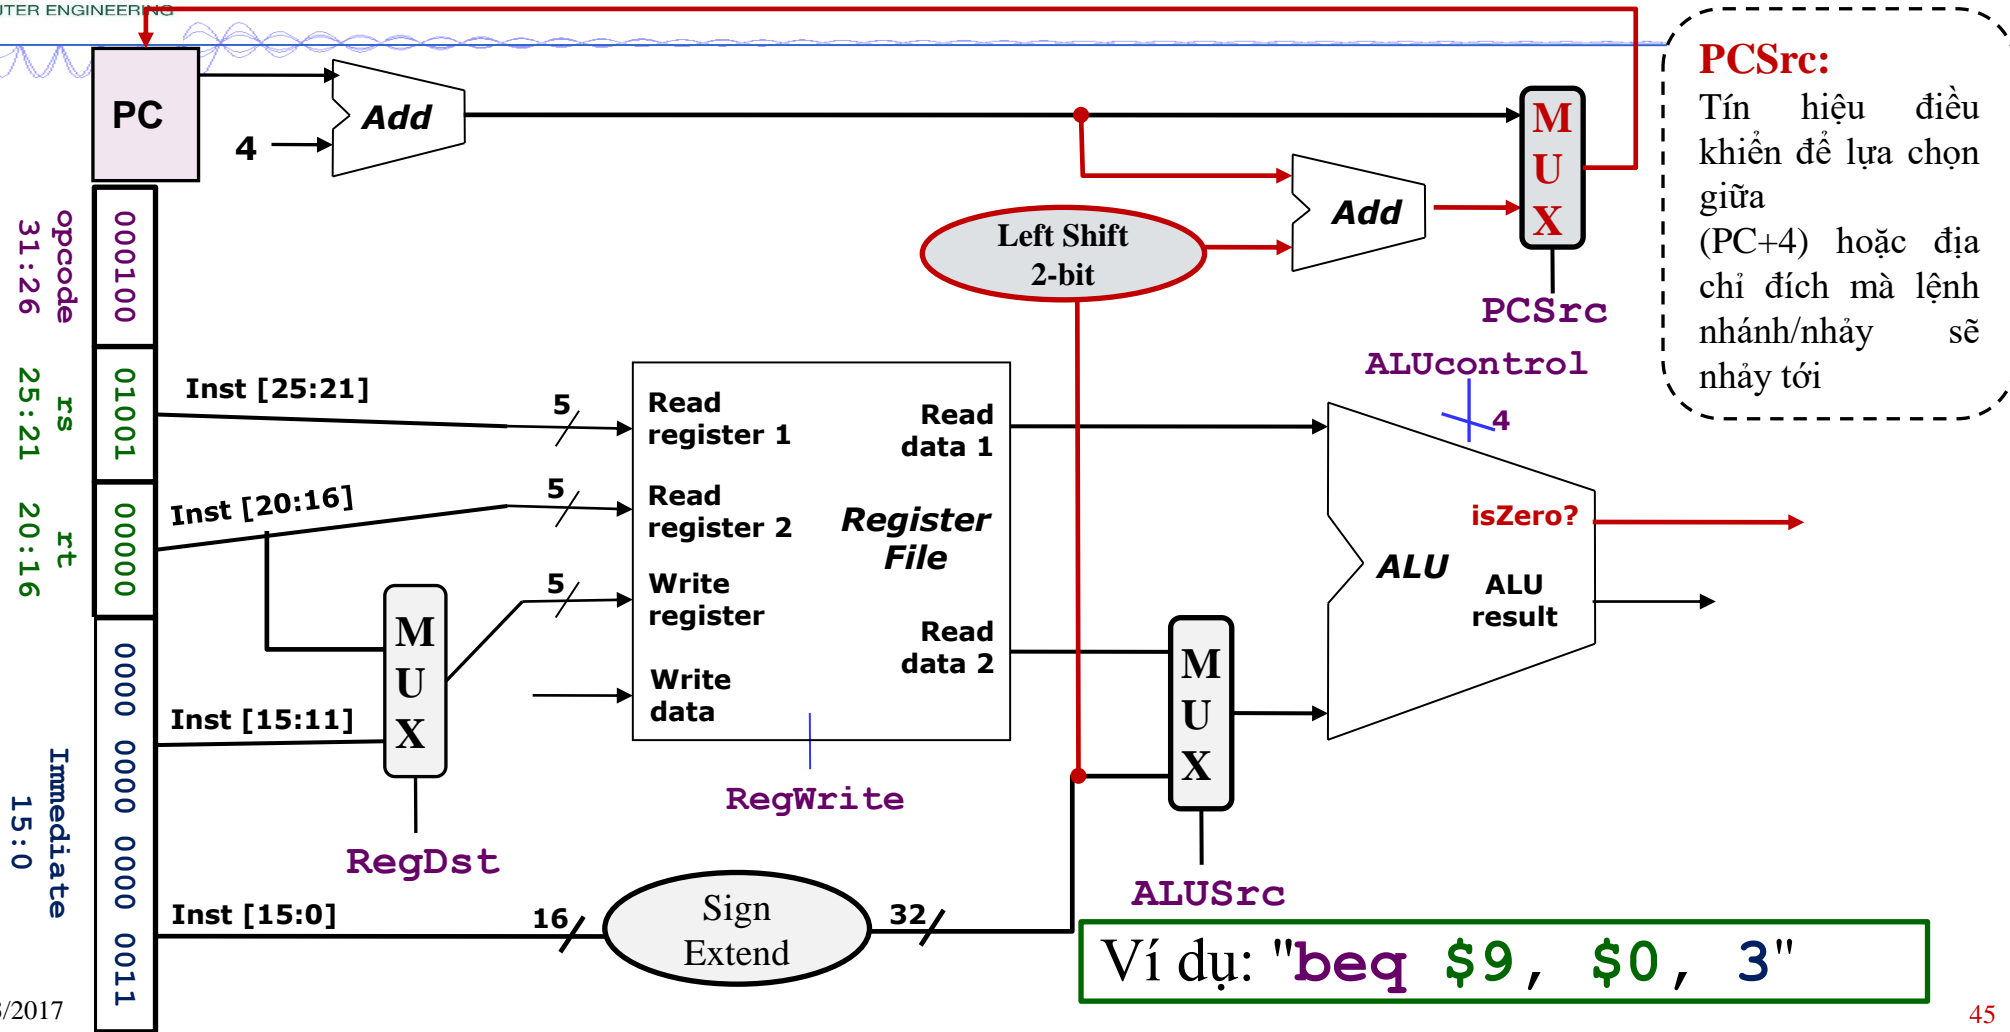 UTER ENGINEERING
PC
4
Add
Add
Left Shift
2-bit
M
U
X
PCSrc
PCSrc:
Tín hiệu điều
khiển để lựa chọn
giữa
(PC+4) hoặc địa
chỉ đích mà lệnh
nhánh/nhảy sẽ
nhảy tới
opcode
31:26
000100
rs
25:21
01001
rt
20:16
00000
Immediate
15:0
0000 0000 0000 0011
Inst [25:21]
5
Inst [20:16]
5
5
Inst [15:11]
M
U
X
RegDst
Inst [15:0]
16
Sign
Extend
32
Read
register 1
Read
register 2
Write
register
Write
data
Register
File
Read
data 1
Read
data 2
RegWrite
M
U
X
ALUSrc
ALUcontrol
4
isZero?
ALU
ALU
result
Ví dụ: "beq $9, $0, 3"
/2017
45